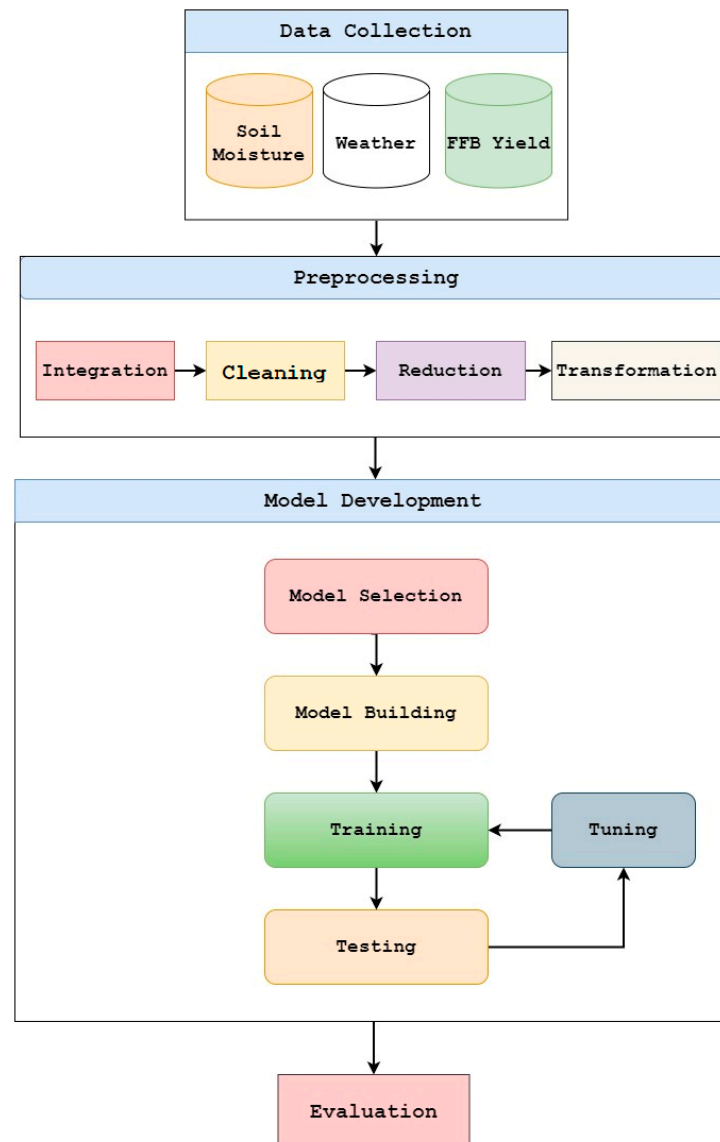 Data Collection
Soil
Moisture
Weather
FFB Yield
Preprocessing
Integration
Cleaning
Reduction
Transformation
Model Development
Model Selection
Model Building
Training
Tuning
Testing
Evaluation